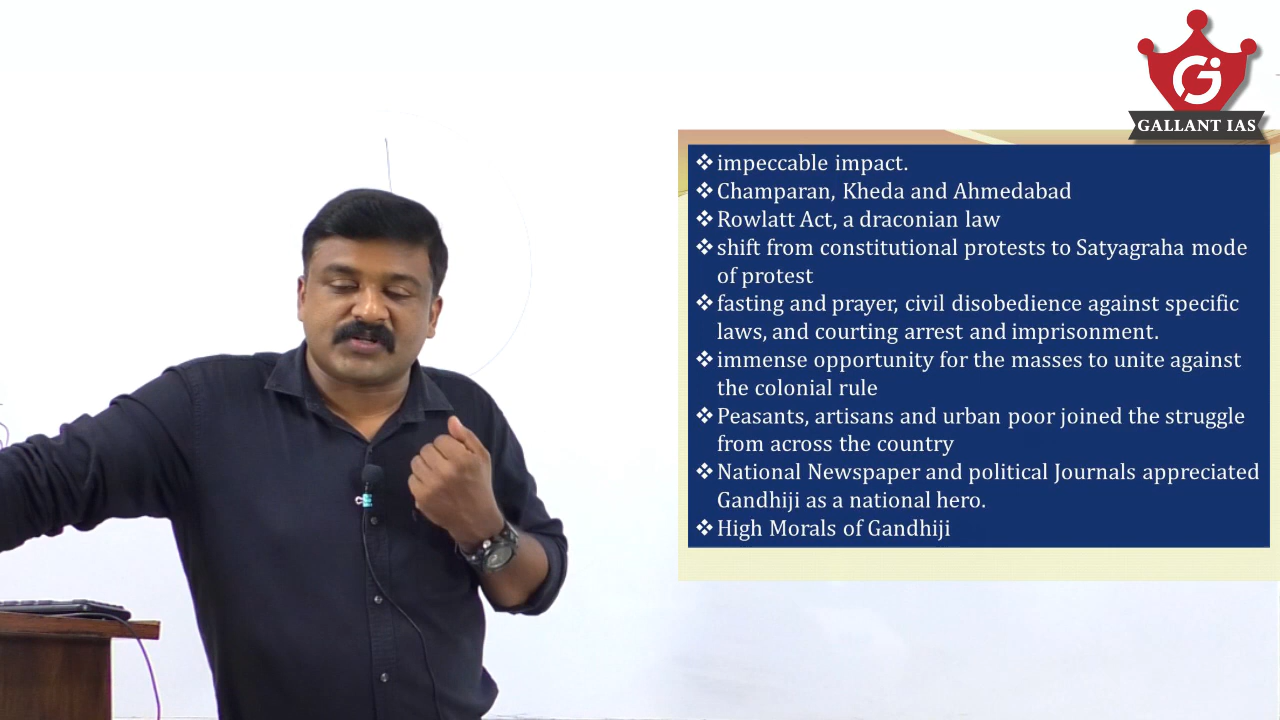 GALLANT IAS
❖impeccable impact.
❖Champaran, Kheda and Ahmedabad
❖Rowlatt Act, a draconian law
❖shift from constitutional protests to Satyagraha mode
of protest
❖fasting and prayer, civil disobedience against specific
laws, and courting arrest and imprisonment.
❖immense opportunity for the masses to unite against
the colonial rule
❖Peasants, artisans and urban poor joined the struggle
from across the country
❖National Newspaper and political Journals appreciated
Gandhiji as a national hero.
❖High Morals of Gandhiji